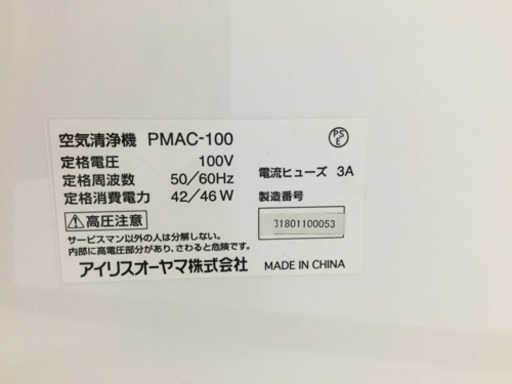 空気清浄機 PMAC-100
定格電圧 100V
定格周波数 50/60Hz
定格消費電力 42/46 W
⚠高圧注意
サービスマン以外の人は分解しない。
内部に高電圧部分があり、さわると危険です。
アイリスオーヤマ株式会社 MADE IN CHINA
PS
E
電流ヒューズ 3A
製造番号
31801100053